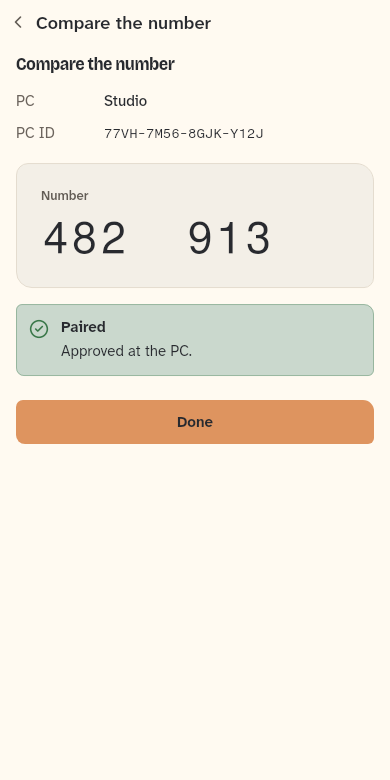 Compare the number
Compare the number
PC Studio
PC ID 77VH-7M56-8GJK-Y12J
Number
482 913
Paired
Approved at the PC.
Done